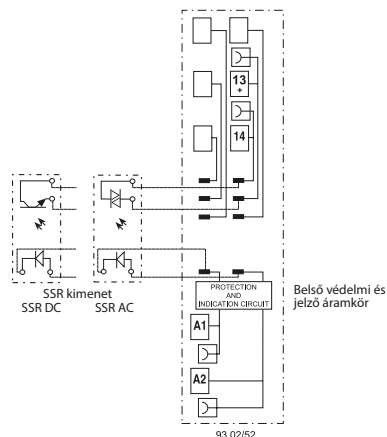 13
+
14
SSR kimenet
SSR DC
SSR AC
PROTECTION
AND
INDICATION CIRCUIT
Belső védelmi és
jelző áramkör
A1
A2
93.02/52